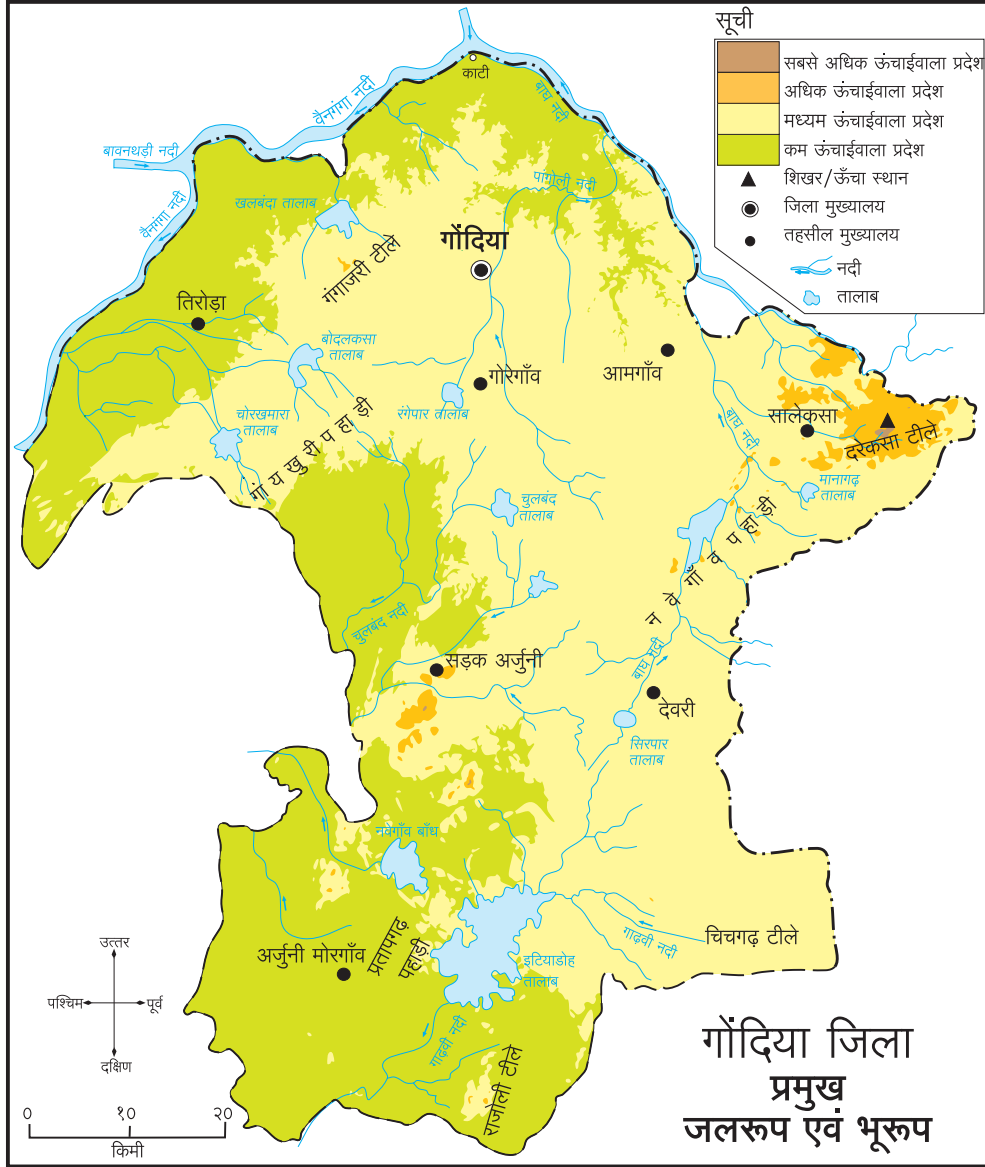 सूची
सबसे अधिक ऊंचाईवाला प्रदेश
अधिक ऊंचाईवाला प्रदेश
मध्यम ऊंचाईवाला प्रदेश
कम ऊंचाईवाला प्रदेश
शिखर/ऊँचा स्थान
जिला मुख्यालय
तहसील मुख्यालय
नदी
तालाब
काटी
वैनगंगा नदी
बाघ नदी
बावनथड़ी नदी
वैनगंगा नदी
पांगोली नदी
खलबंदा तालाब
गोंदिया
गंगाजरी टीले
तिरोड़ा
बोदलकसा
तालाब
गोरेगाँव
आमगाँव
रंगेपार तालाब
चोरखमारा
तालाब
गांयखुरी पहाड़ी
बाघ नदी
सालेकसा
दरेकसा टीले
मानागढ़
तालाब
चुलबंद
तालाब
नवेगाँव पहाड़ी
चुलबंद नदी
सड़क अर्जुनी
बाघ नदी
देवरी
सिरपार
तालाब
नवेगाँव बाँध
प्रतापगढ़
पहाड़ी
अर्जुनी मोरगाँव
गाढ़वी नदी
चिचगढ़ टीले
इटियाडोह
तालाब
गाढ़वी नदी
राजोली टीले
उत्तर
पश्चिम
पूर्व
दक्षिण
० १० २०
किमी
गोंदिया जिला
प्रमुख
जलरूप एवं भूरूप